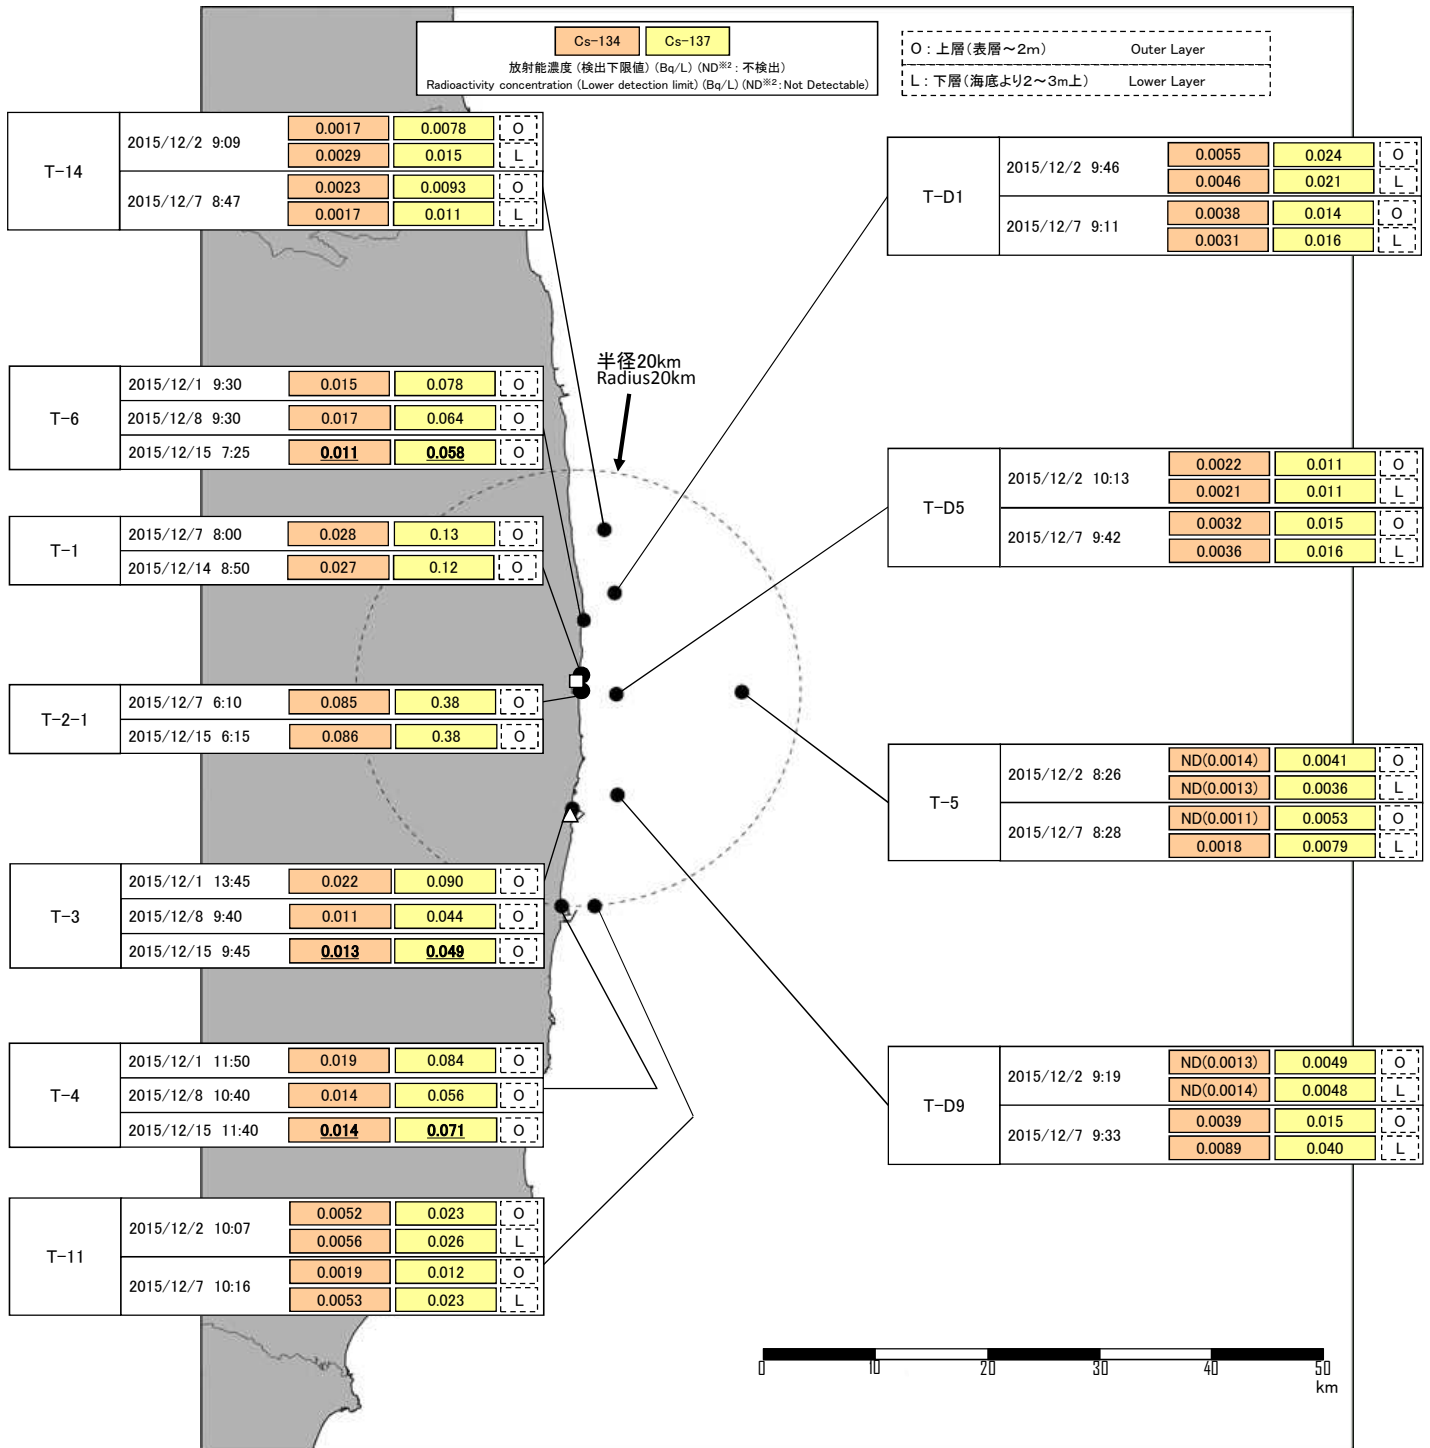 Cs-134 Cs-137
放射能濃度 (検出下限値) (Bq/L) (ND※2 : 不検出)
Radioactivity concentration (Lower detection limit) (Bq/L) (ND※2 : Not Detectable)
O : 上層(表層～2m) Outer Layer
L : 下層(海底より2～3m上) Lower Layer
T-14
2015/12/2 9:09
0.0017 0.0078 O
0.0029 0.015 L
2015/12/7 8:47
0.0023 0.0093 O
0.0017 0.011 L
T-D1
2015/12/2 9:46
0.0055 0.024 O
0.0046 0.021 L
2015/12/7 9:11
0.0038 0.014 O
0.0031 0.016 L
半径20km
Radius20km
T-6
2015/12/1 9:30 0.015 0.078 O
2015/12/8 9:30 0.017 0.064 O
2015/12/15 7:25 0.011 0.058 O
T-D5
2015/12/2 10:13
0.0022 0.011 O
0.0021 0.011 L
2015/12/7 9:42
0.0032 0.015 O
0.0036 0.016 L
T-1
2015/12/7 8:00 0.028 0.13 O
2015/12/14 8:50 0.027 0.12 O
T-2-1
2015/12/7 6:10 0.085 0.38 O
2015/12/15 6:15 0.086 0.38 O
T-5
2015/12/2 8:26
ND(0.0014) 0.0041 O
ND(0.0013) 0.0036 L
2015/12/7 8:28
ND(0.0011) 0.0053 O
0.0018 0.0079 L
T-3
2015/12/1 13:45 0.022 0.090 O
2015/12/8 9:40 0.011 0.044 O
2015/12/15 9:45 0.013 0.049 O
T-4
2015/12/1 11:50 0.019 0.084 O
2015/12/8 10:40 0.014 0.056 O
2015/12/15 11:40 0.014 0.071 O
T-D9
2015/12/2 9:19
ND(0.0013) 0.0049 O
ND(0.0014) 0.0048 L
2015/12/7 9:33
0.0039 0.015 O
0.0089 0.040 L
T-11
2015/12/2 10:07
0.0052 0.023 O
0.0056 0.026 L
2015/12/7 10:16
0.0019 0.012 O
0.0053 0.023 L
0 10 20 30 40 50
km